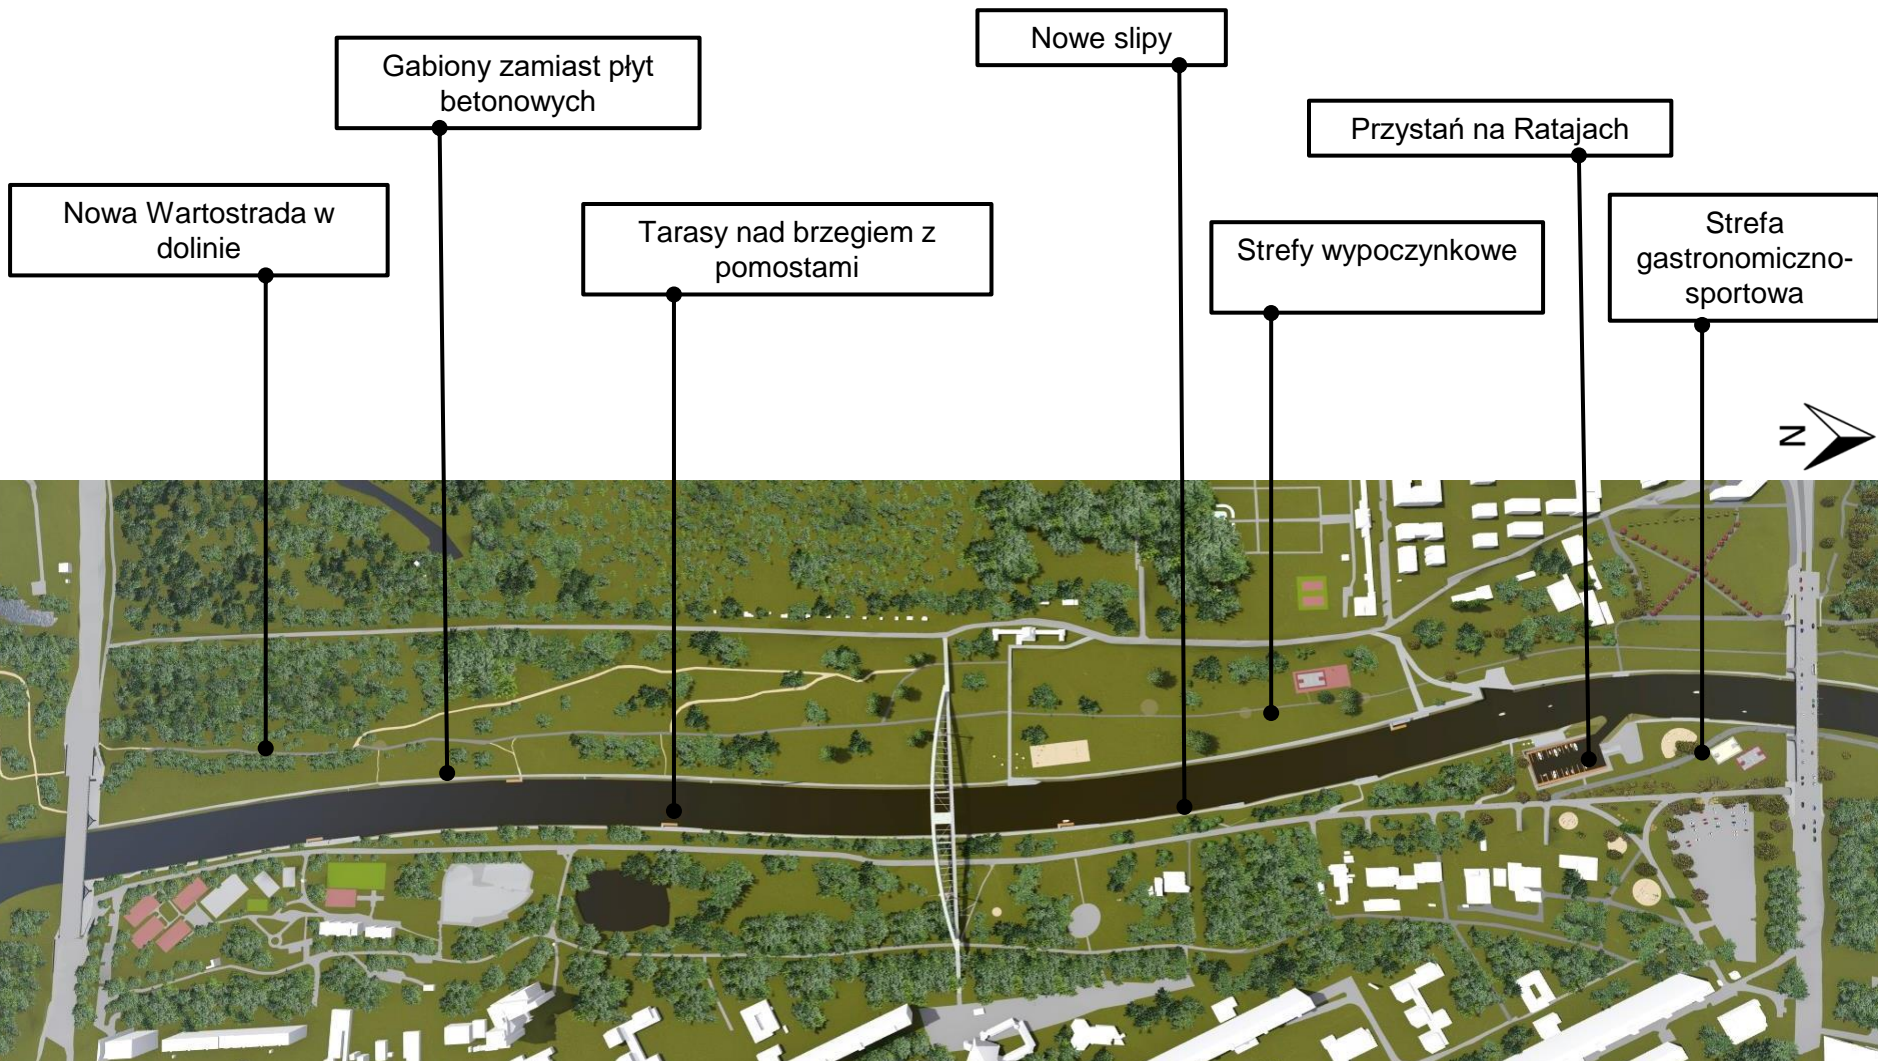 Nowe slipy
Gabiony zamiast płyt
betonowych
Przystań na Ratajach
Nowa Wartostrada w
dolinie
Tarasy nad brzegiem z
pomostami
Strefy wypoczynkowe
Strefa
gastronomiczno-
sportowa
N